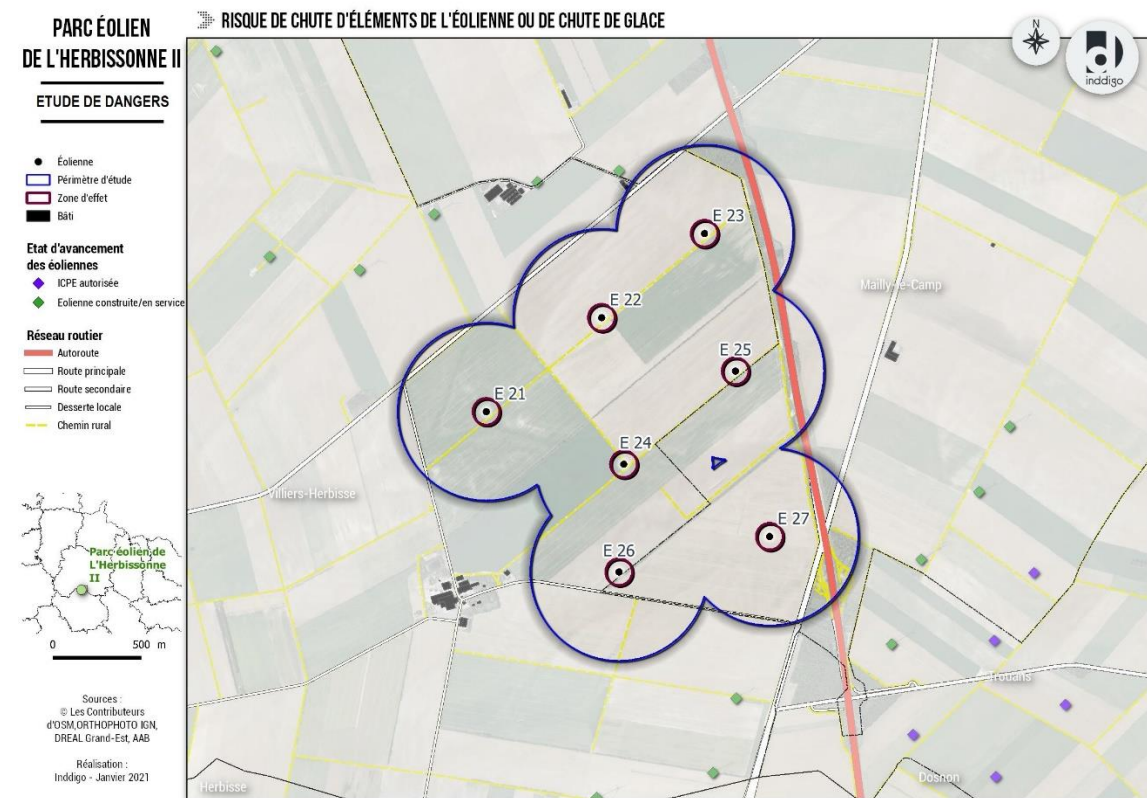 PARC ÉOLIEN
DE L'HERBISSONNE II
ETUDE DE DANGERS
RISQUE DE CHUTE D'ÉLÉMENTS DE L'ÉOLIENNE OU DE CHUTE DE GLACE
N
inddigo
Éolienne
Périmètre d'étude
Zone d'effet
Bâti
Etat d'avancement
des éoliennes
ICPE autorisée
Eolienne construite/en service
Réseau routier
Autoroute
Route principale
Route secondaire
Desserte locale
Chemin rural
Parc éolien de
L'Herbissonne
II
0 500 m
Sources :
© Les Contributeurs
d'OSM,ORTHOPHOTO IGN,
DREAL Grand-Est, AAB
Réalisation :
Inddigo - Janvier 2021
E 23
Mailly-le-Camp
E 22
E 25
E 21
E 24
Villiers-Herbisse
E 27
E 26
Trouans
Dosnon
Herbisse